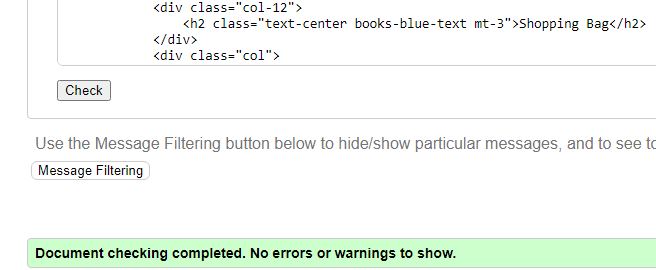 <div class="col-12">
<h2 class="text-center books-blue-text mt-3">Shopping Bag</h2>
</div>
<div class="col">
Check
Use the Message Filtering button below to hide/show particular messages, and to see
Message Filtering
Document checking completed. No errors or warnings to show.